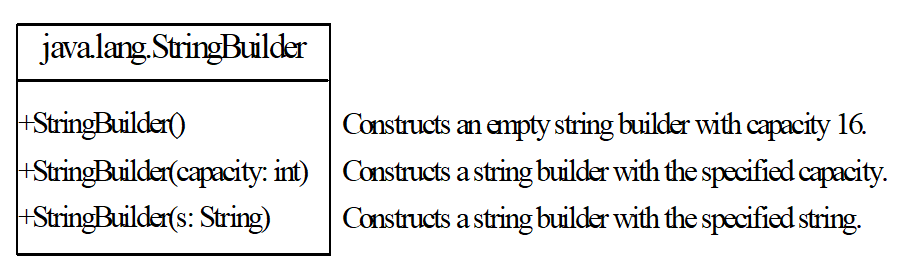 java.lang.StringBuilder
+StringBuilder() Constructs an empty string builder with capacity 16.
+StringBuilder(capacity: int) Constructs a string builder with the specified capacity.
+StringBuilder(s: String) Constructs a string builder with the specified string.